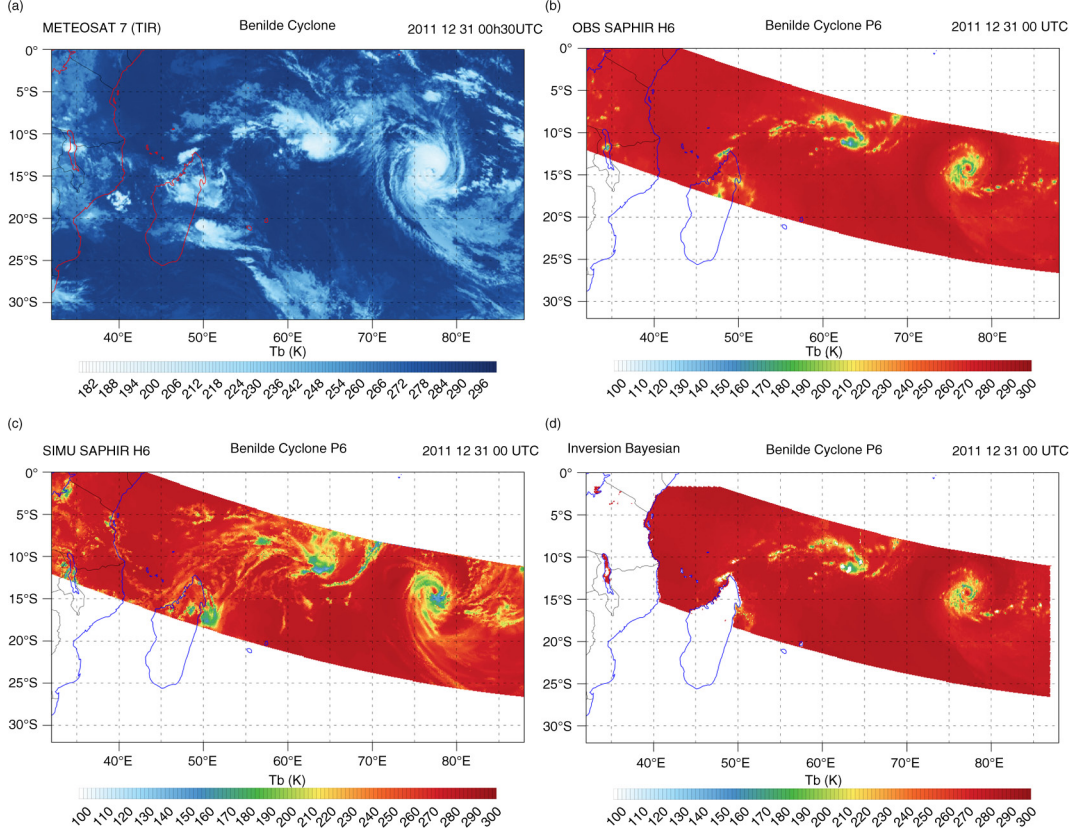 (a)
METEOSAT 7 (TIR) Benilde Cyclone 2011 12 31 00h30UTC
0°
5°S
10°S
15°S
20°S
25°S
30°S
40°E 50°E 60°E 70°E 80°E
Tb (K)
182 188 194 200 206 212 218 224 230 236 242 248 254 260 266 272 278 284 290 296
(b)
OBS SAPHIR H6 Benilde Cyclone P6 2011 12 31 00 UTC
0°
5°S
10°S
15°S
20°S
25°S
30°S
40°E 50°E 60°E 70°E 80°E
Tb (K)
100 110 120 130 140 150 160 170 180 190 200 210 220 230 240 250 260 270 280 290 300
(c)
SIMU SAPHIR H6 Benilde Cyclone P6 2011 12 31 00 UTC
0°
5°S
10°S
15°S
20°S
25°S
30°S
40°E 50°E 60°E 70°E 80°E
Tb (K)
100 110 120 130 140 150 160 170 180 190 200 210 220 230 240 250 260 270 280 290 300
(d)
Inversion Bayesian Benilde Cyclone P6 2011 12 31 00 UTC
0°
5°S
10°S
15°S
20°S
25°S
30°S
40°E 50°E 60°E 70°E 80°E
Tb (K)
100 110 120 130 140 150 160 170 180 190 200 210 220 230 240 250 260 270 280 290 300